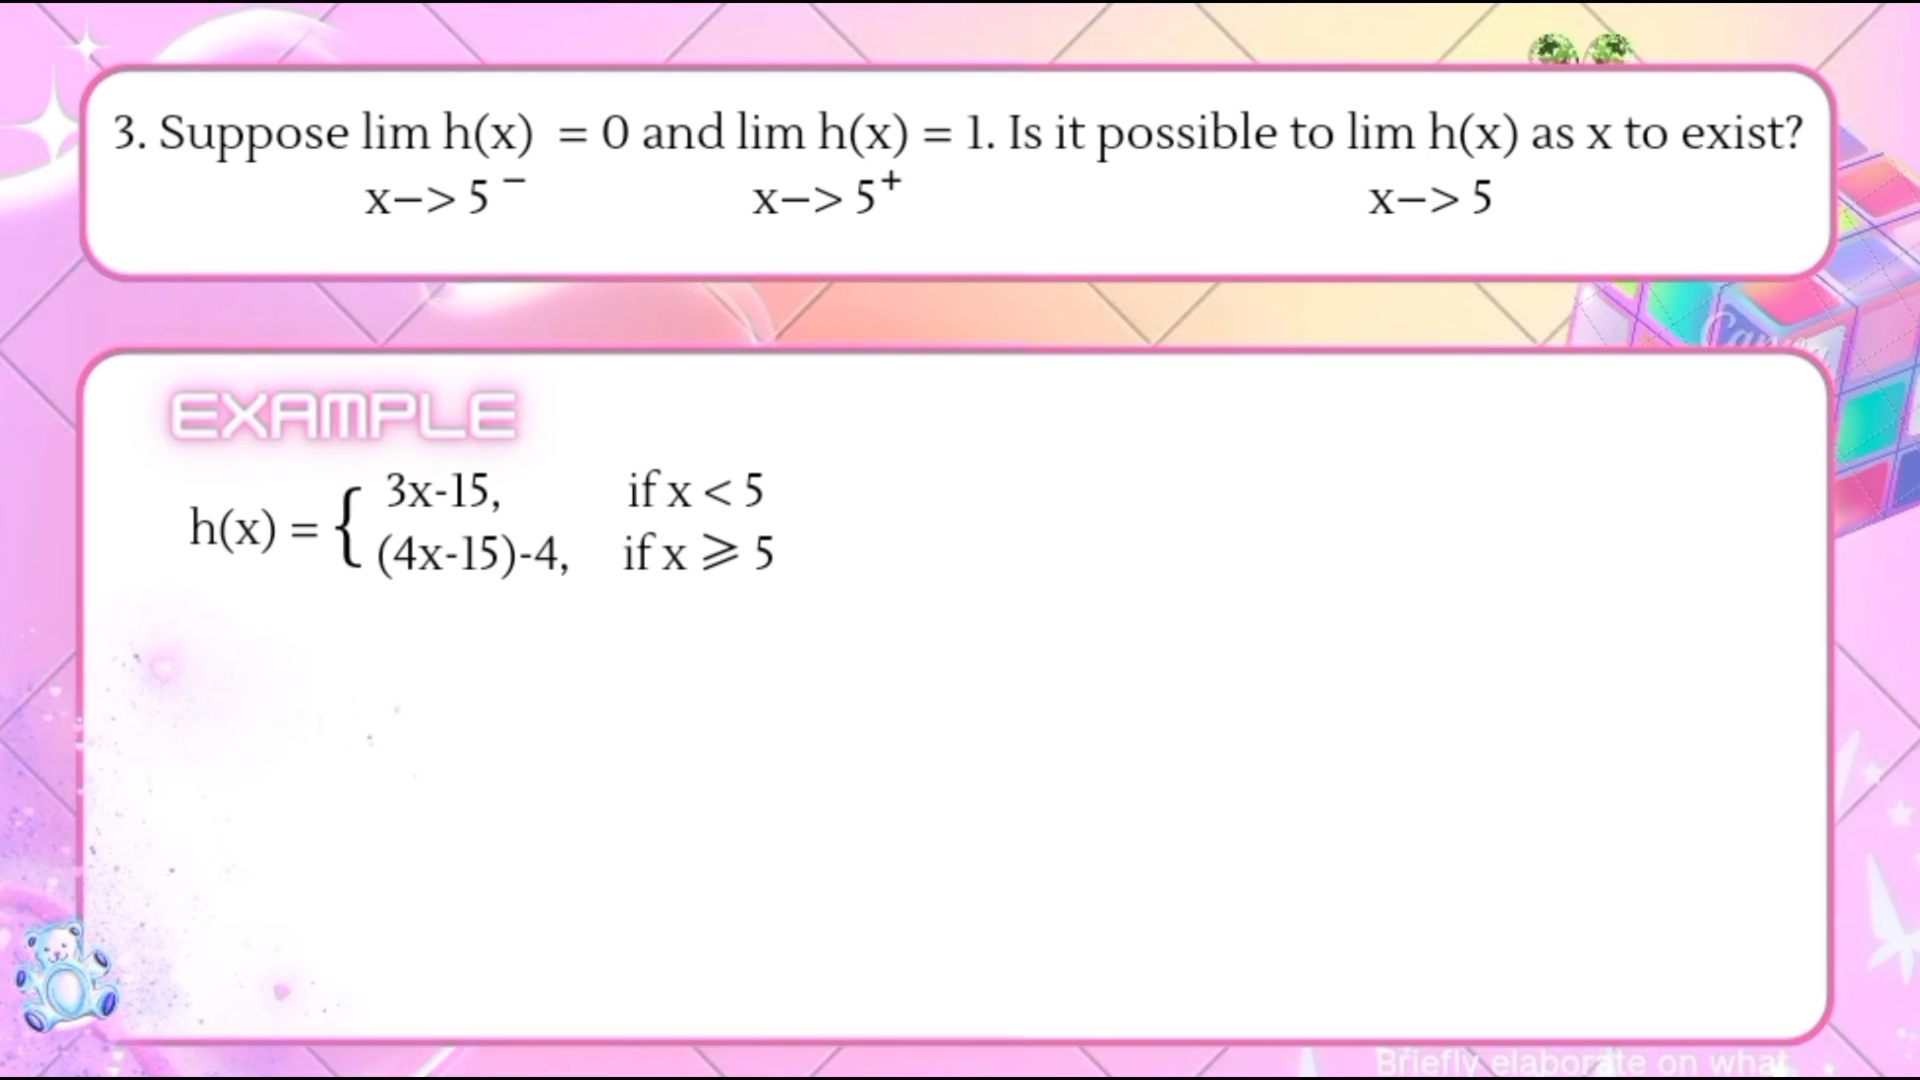 3. Suppose lim h(x) = 0 and lim h(x) = 1. Is it possible to lim h(x) as x to exist?
x—> 5⁻ x—> 5⁺ x—> 5
Canva
EXAMPLE
3x-15, if x < 5
h(x) = {
(4x-15)-4, if x ⩾ 5
Briefly elaborate on what